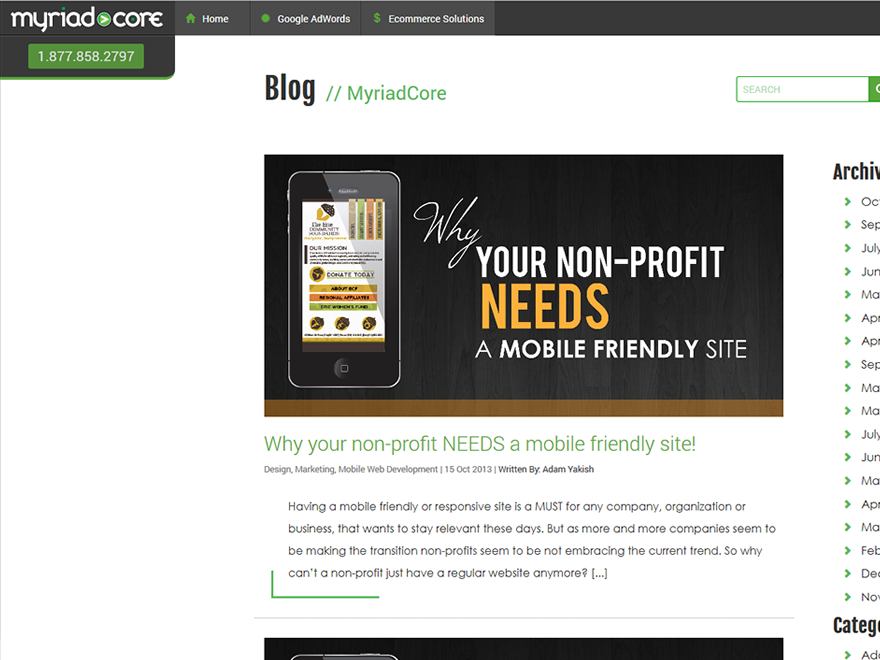 myriad core
Home
Google AdWords
Ecommerce Solutions
1.877.858.2797
Blog // MyriadCore
SEARCH
Why
YOUR NON-PROFIT
NEEDS
A MOBILE FRIENDLY SITE
OUR MISSION
DONATE TODAY
ABOUT ECF
REGIONAL AFFILIATES
ERIE WOMEN'S FUND
Why your non-profit NEEDS a mobile friendly site!
Design, Marketing, Mobile Web Development | 15 Oct 2013 | Written By: Adam Yakish
Having a mobile friendly or responsive site is a MUST for any company, organization or
business, that wants to stay relevant these days. But as more and more companies seem to
be making the transition non-profits seem to be not embracing the current trend. So why
can't a non-profit just have a regular website anymore? [...]
Archiv
Oc
Sep
July
Jun
Ma
Apr
Apr
Sep
Ma
Ma
July
Jun
Ma
Apr
Ma
Feb
Dec
Nov
Catego
Ad